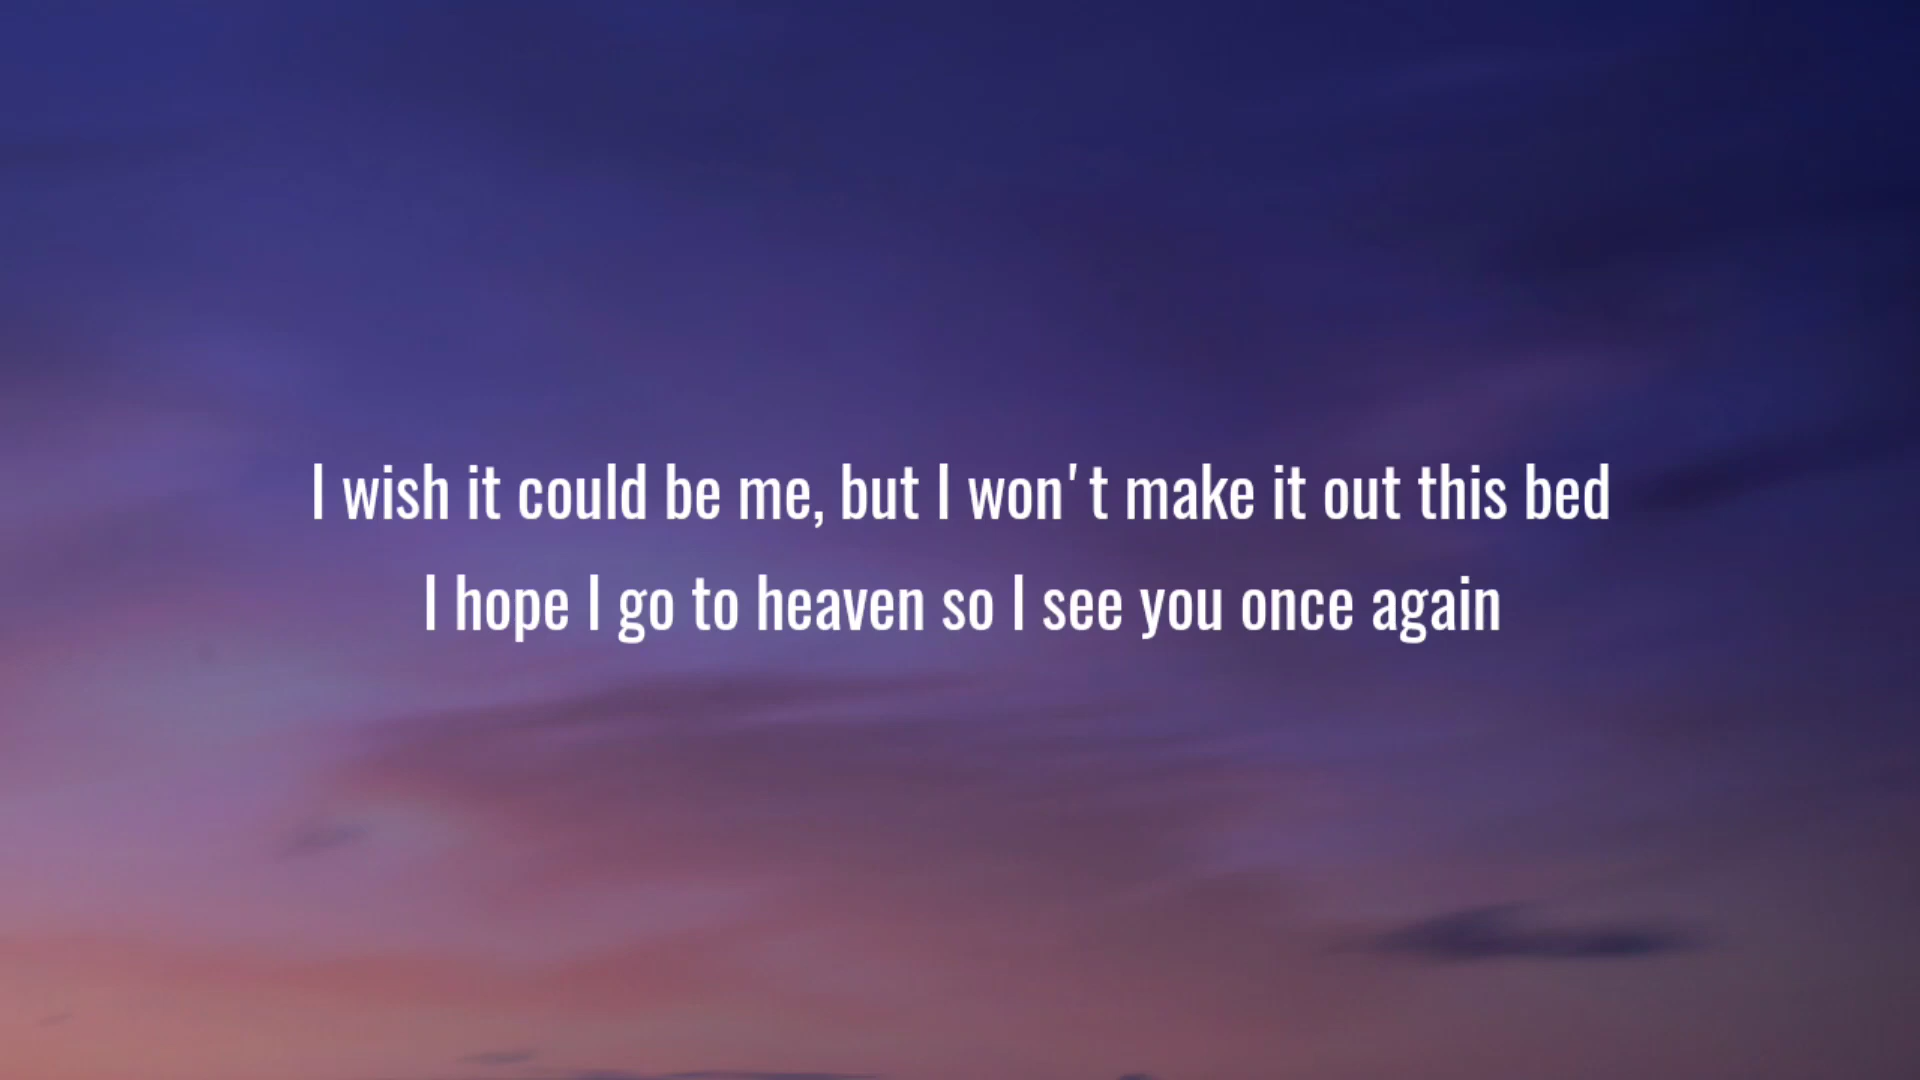 I wish it could be me, but I won't make it out this bed
I hope I go to heaven so I see you once again